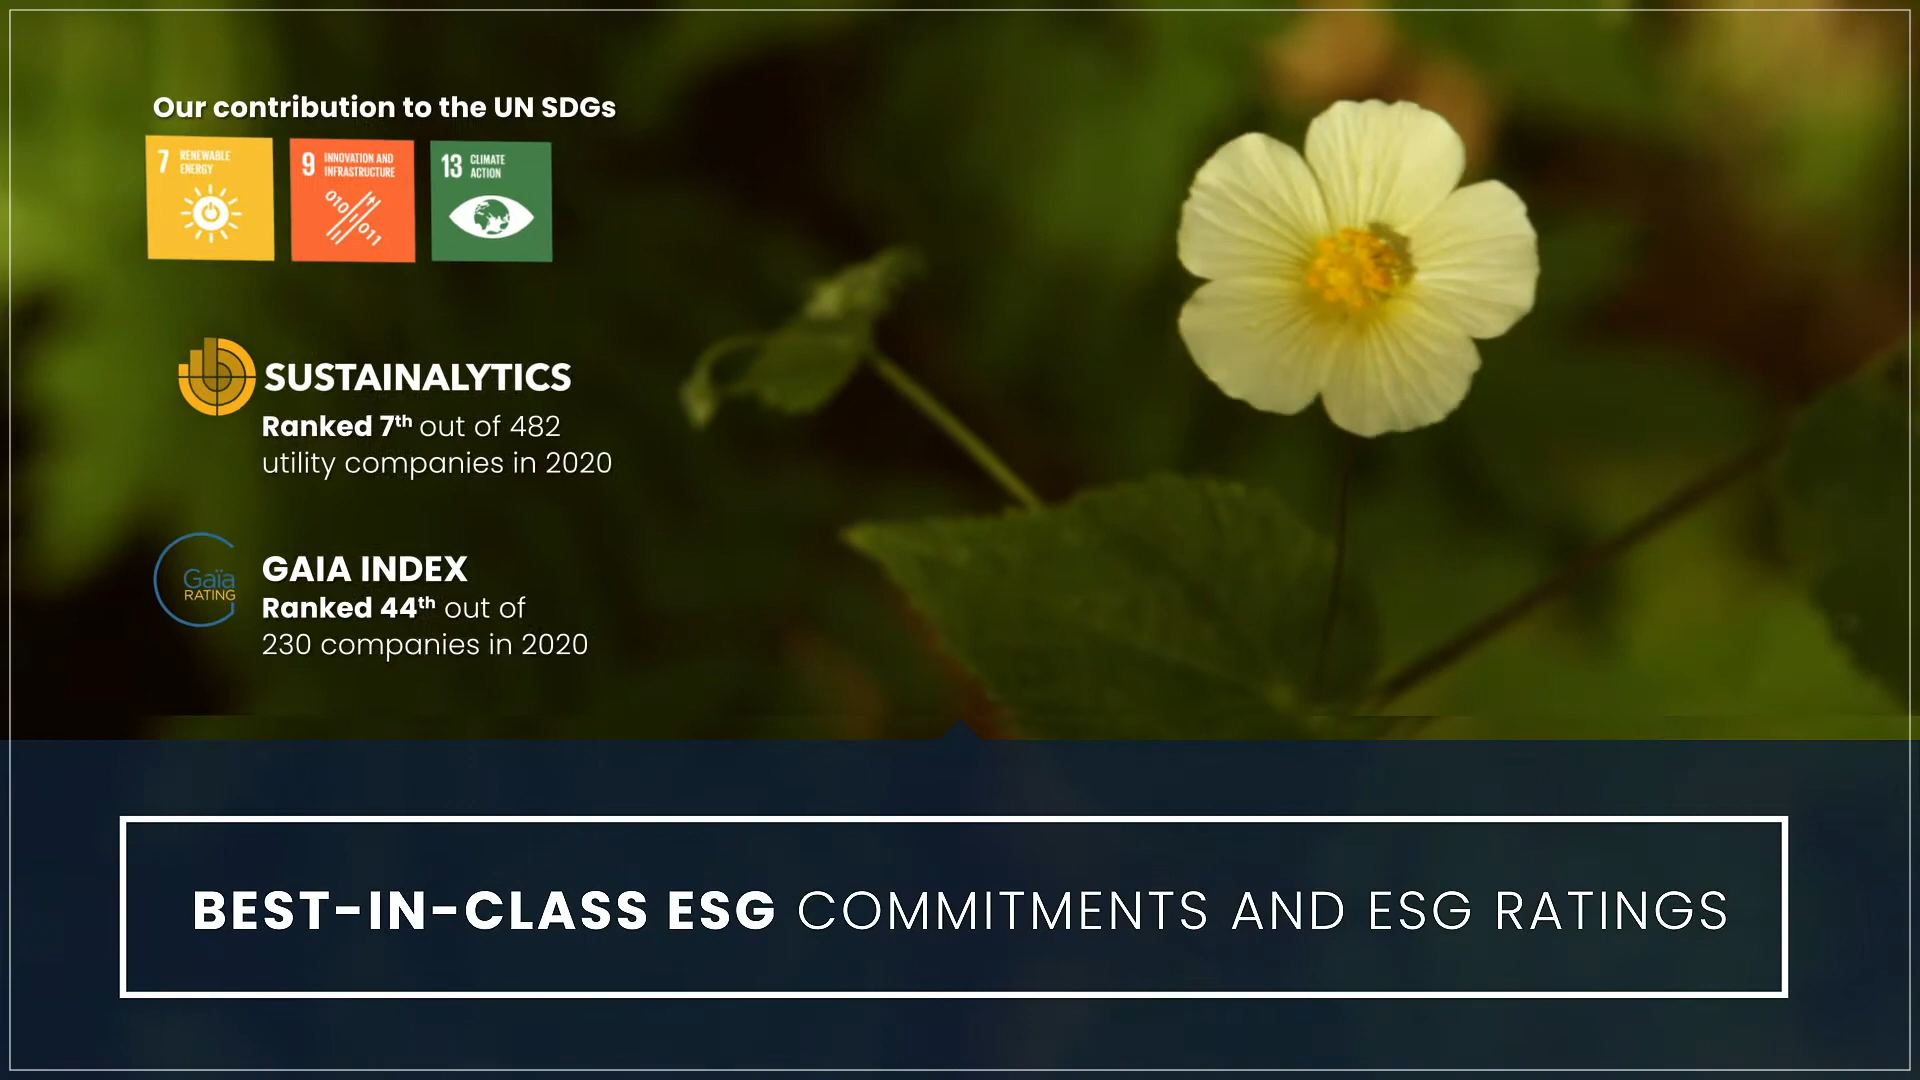 Our contribution to the UN SDGs
7 RENEWABLE
ENERGY
9 INNOVATION AND
INFRASTRUCTURE
010
011
13 CLIMATE
ACTION
SUSTAINALYTICS
Ranked 7th out of 482
utility companies in 2020
Gaïa
RATING
GAIA INDEX
Ranked 44th out of
230 companies in 2020
BEST-IN-CLASS ESG COMMITMENTS AND ESG RATINGS